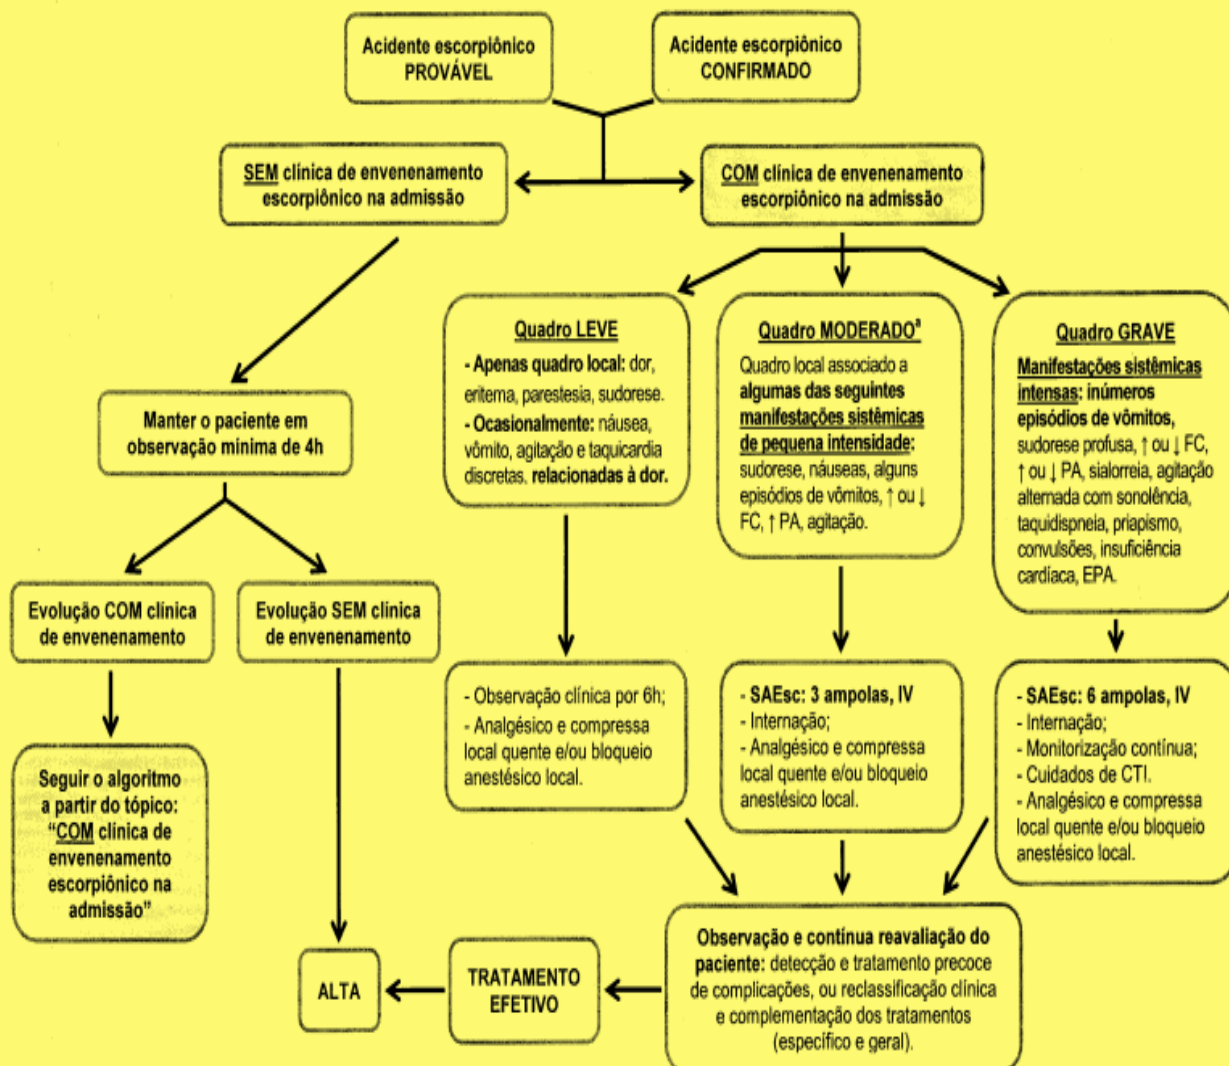 Acidente escorpiônico
PROVÁVEL
Acidente escorpiônico
CONFIRMADO
SEM clínica de envenenamento
escorpiônico na admissão
COM clínica de envenenamento
escorpiônico na admissão
Manter o paciente em
observação mínima de 4h
Evolução COM clínica
de envenenamento
Evolução SEM clínica
de envenenamento
Seguir o algoritmo
a partir do tópico:
“COM clínica de
envenenamento
escorpiônico na
admissão”
Quadro LEVE
- Apenas quadro local: dor,
eritema, parestesia, sudorese.
- Ocasionalmente: náusea,
vômito, agitação e taquicardia
discretas, relacionadas à dor.
Quadro MODERADOª
Quadro local associado a
algumas das seguintes
manifestações sistêmicas
de pequena intensidade:
sudorese, náuseas, alguns
episódios de vômitos, ↑ ou ↓
FC, ↑ PA, agitação.
Quadro GRAVE
Manifestações sistêmicas
intensas: inúmeros
episódios de vômitos,
sudorese profusa, ↑ ou ↓ FC,
↑ ou ↓ PA, sialorreia, agitação
alternada com sonolência,
taquidispneia, priapismo,
convulsões, insuficiência
cardíaca, EPA.
- Observação clínica por 6h;
- Analgésico e compressa
local quente e/ou bloqueio
anestésico local.
- SAEsc: 3 ampolas, IV
- Internação;
- Analgésico e compressa
local quente e/ou bloqueio
anestésico local.
- SAEsc: 6 ampolas, IV
- Internação;
- Monitorização contínua;
- Cuidados de CTI.
- Analgésico e compressa
local quente e/ou bloqueio
anestésico local.
Observação e contínua reavaliação do
paciente: detecção e tratamento precoce
de complicações, ou reclassificação clínica
e complementação dos tratamentos
(específico e geral).
TRATAMENTO
EFETIVO
ALTA